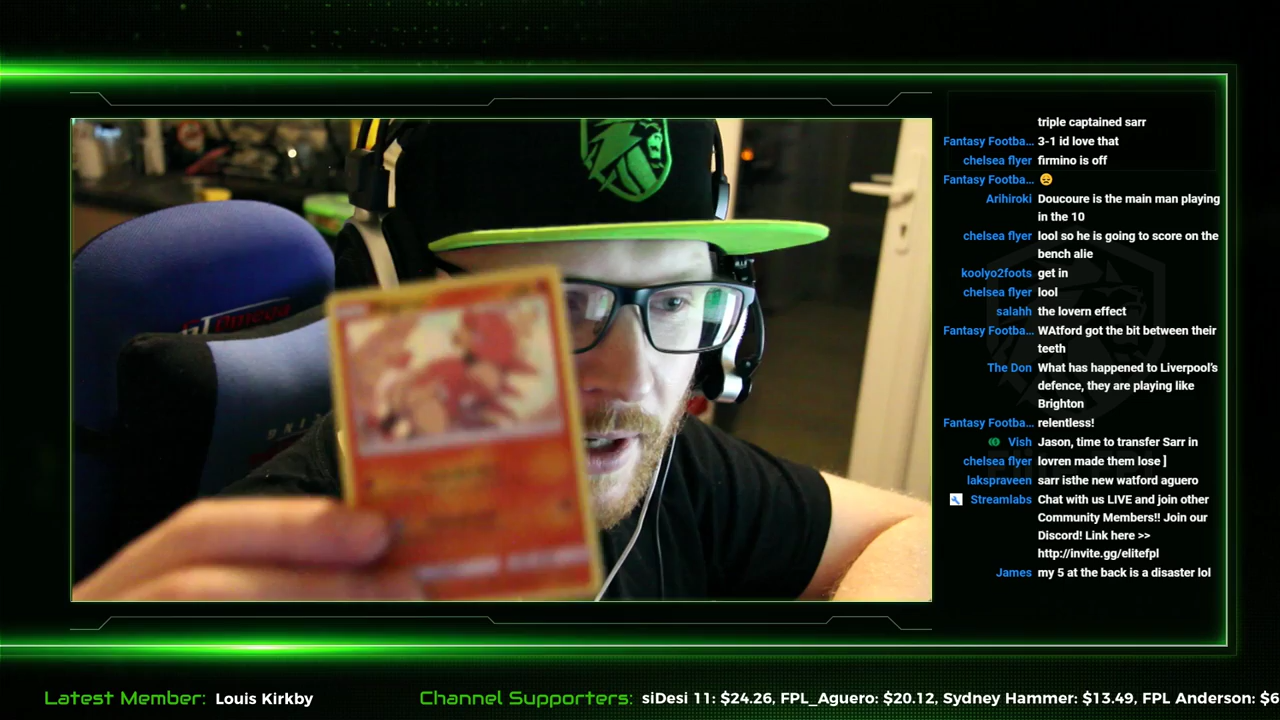 triple captained sarr
Fantasy Footba... 3-1 id love that
chelsea flyer firmino is off
Fantasy Footba... 😣
Arihiroki Doucoure is the main man playing
in the 10
chelsea flyer lool so he is going to score on the
bench alie
koolyo2foots get in
chelsea flyer lool
salahh the lovern effect
Fantasy Footba... WAtford got the bit between their
teeth
The Don What has happened to Liverpool's
defence, they are playing like
Brighton
Fantasy Footba... relentless!
Vish Jason, time to transfer Sarr in
chelsea flyer lovren made them lose ]
lakspraveen sarr isthe new watford aguero
Streamlabs Chat with us LIVE and join other
Community Members!! Join our
Discord! Link here >>
http://invite.gg/elitefpl
James my 5 at the back is a disaster lol
GT Omega
Latest Member: Louis Kirkby
Channel Supporters: siDesi 11: $24.26, FPL_Aguero: $20.12, Sydney Hammer: $13.49, FPL Anderson: $6